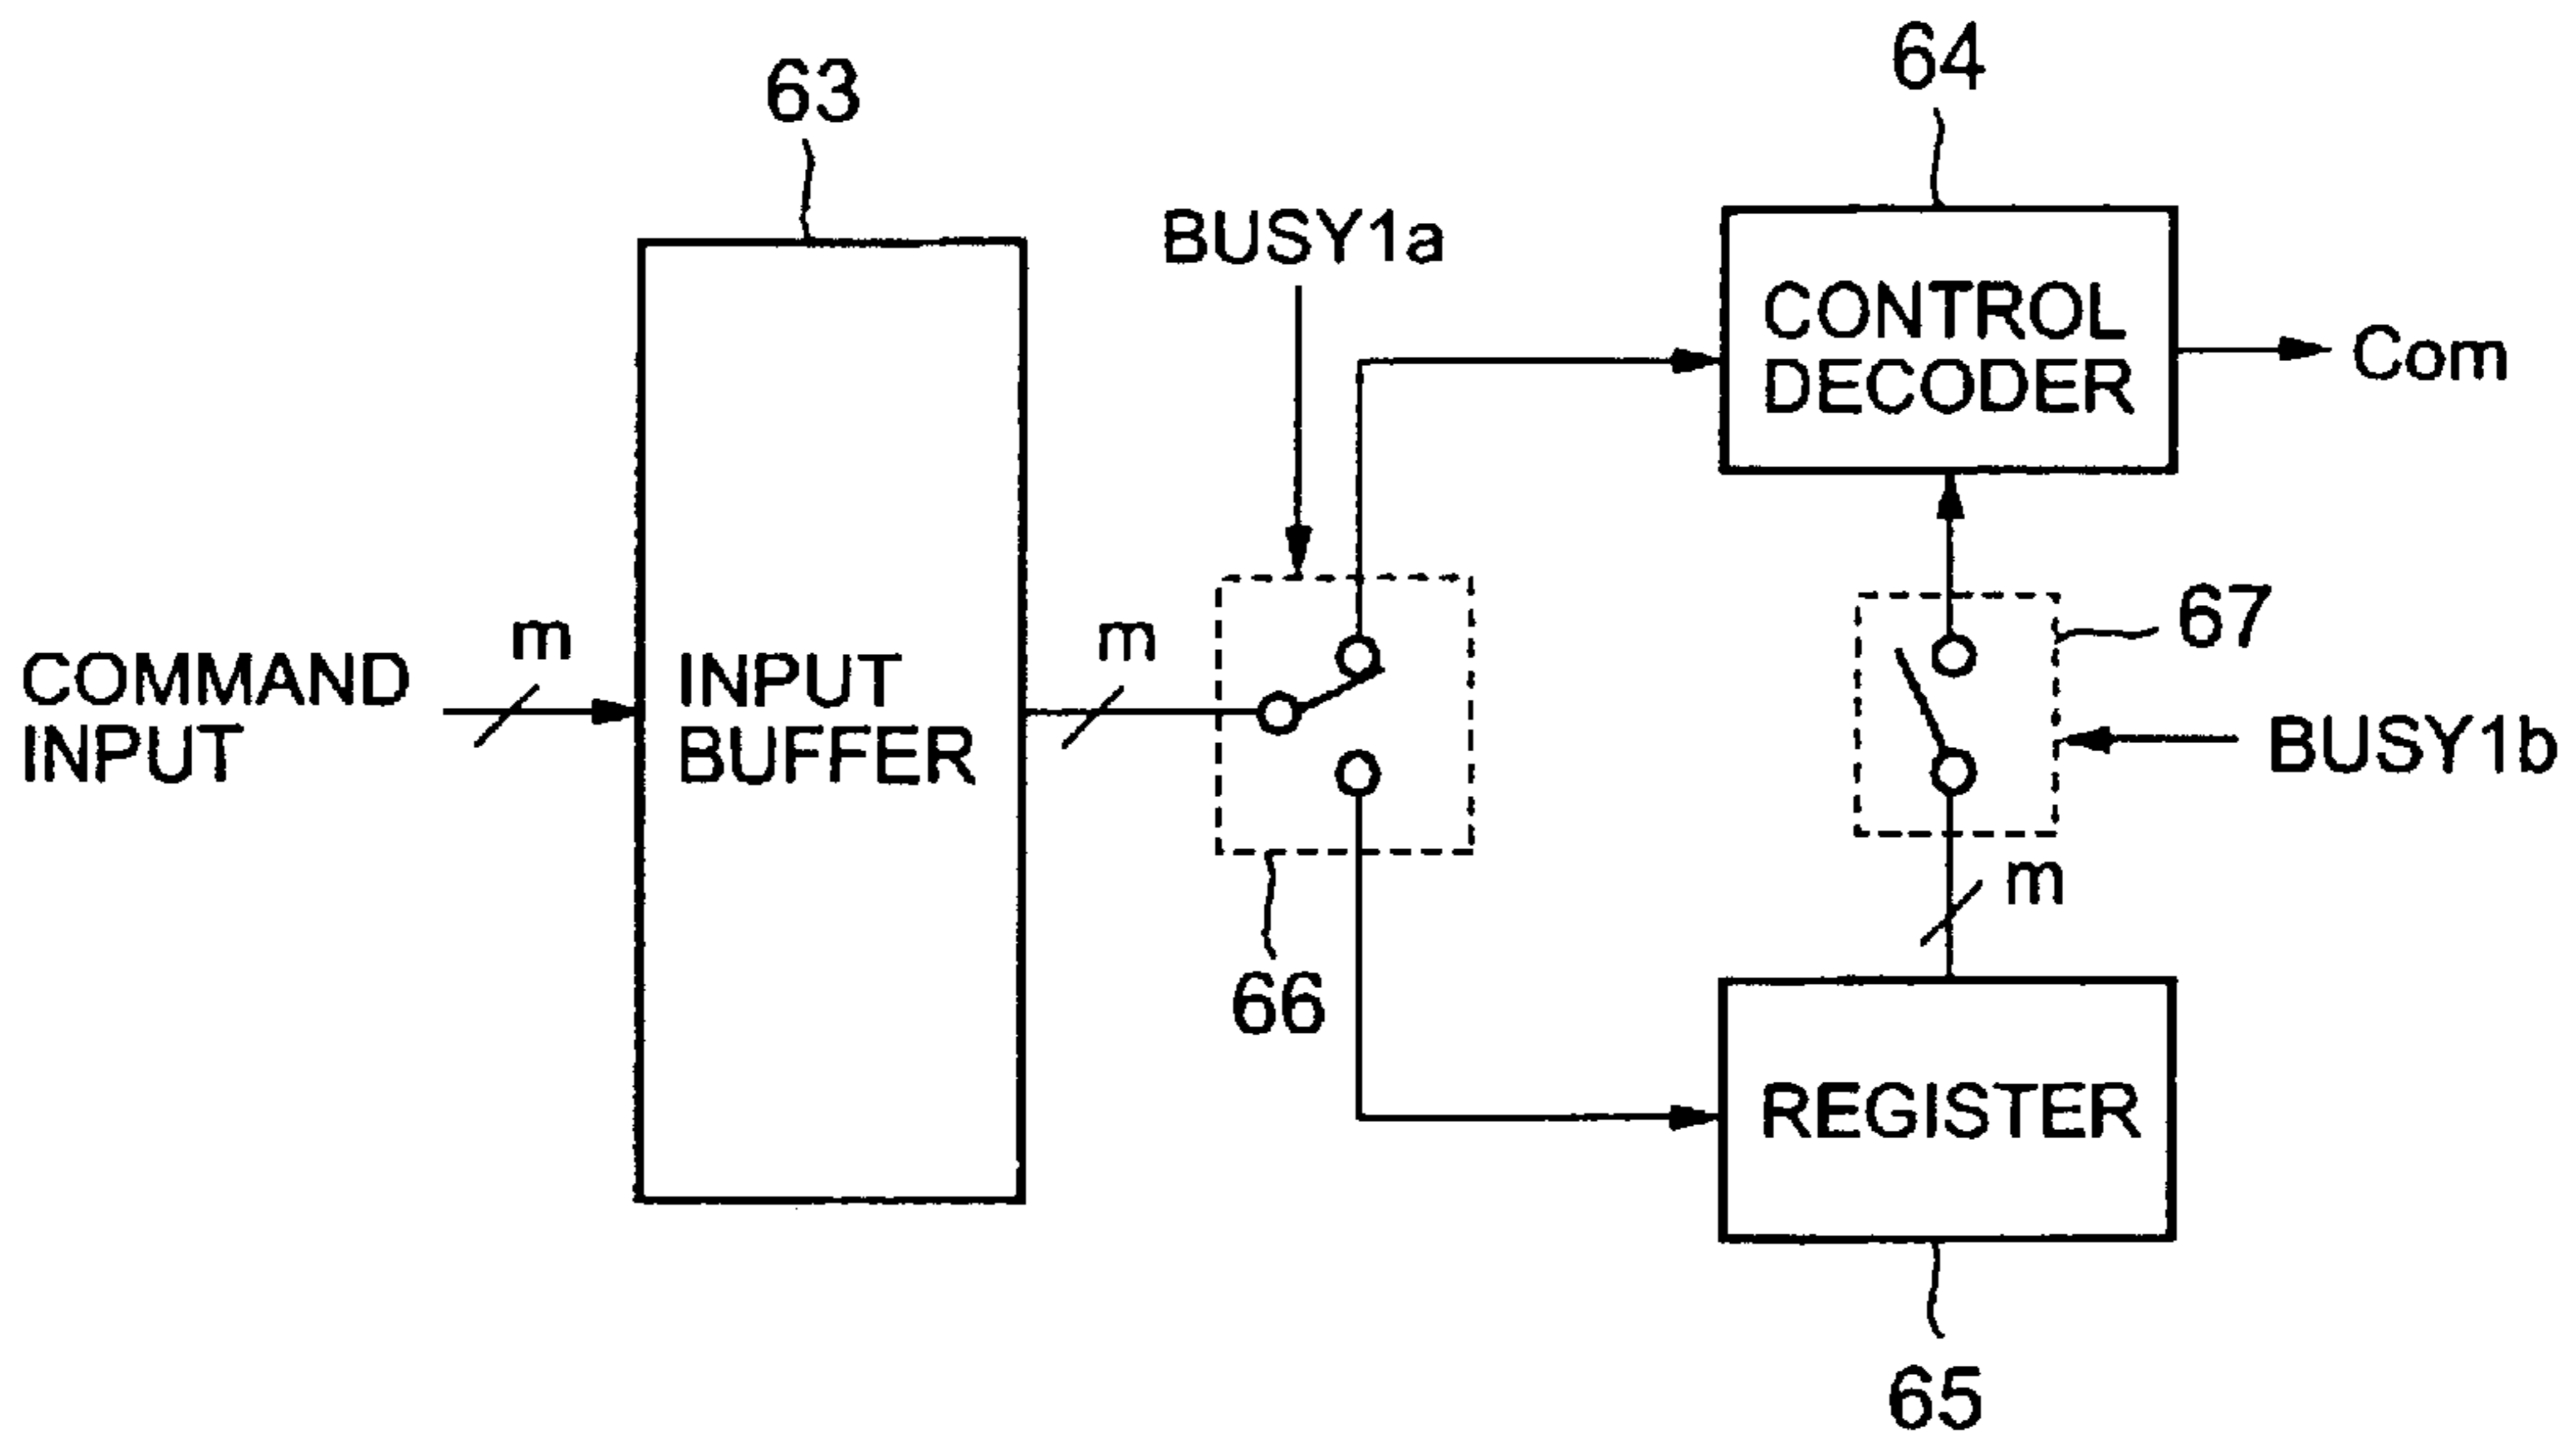 63
64
BUSY1a
CONTROL
DECODER
Com
m
m
67
COMMAND
INPUT
INPUT
BUFFER
BUSY1b
m
66
REGISTER
65